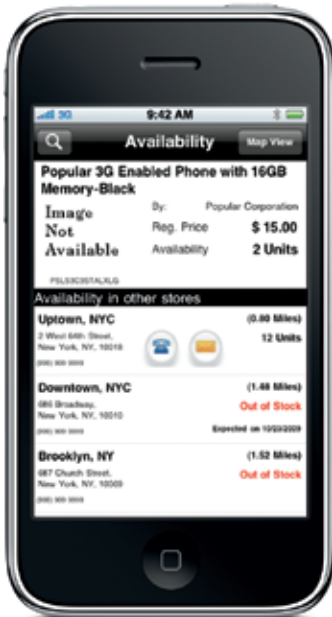 3G 9:42 AM
Availability Map View
Popular 3G Enabled Phone with 16GB
Memory-Black
Image
Not
Available
By: Popular Corporation
Reg. Price $ 15.00
Availability 2 Units
Availability in other stores
Uptown, NYC (0.80 Miles)
2 West 64th Street, 12 Units
New York, NY, 10018
Downtown, NYC (1.48 Miles)
686 Broadway, Out of Stock
New York, NY, 10010
Expected on 10/23/2009
Brooklyn, NY (1.52 Miles)
687 Church Street, Out of Stock
New York, NY, 10009